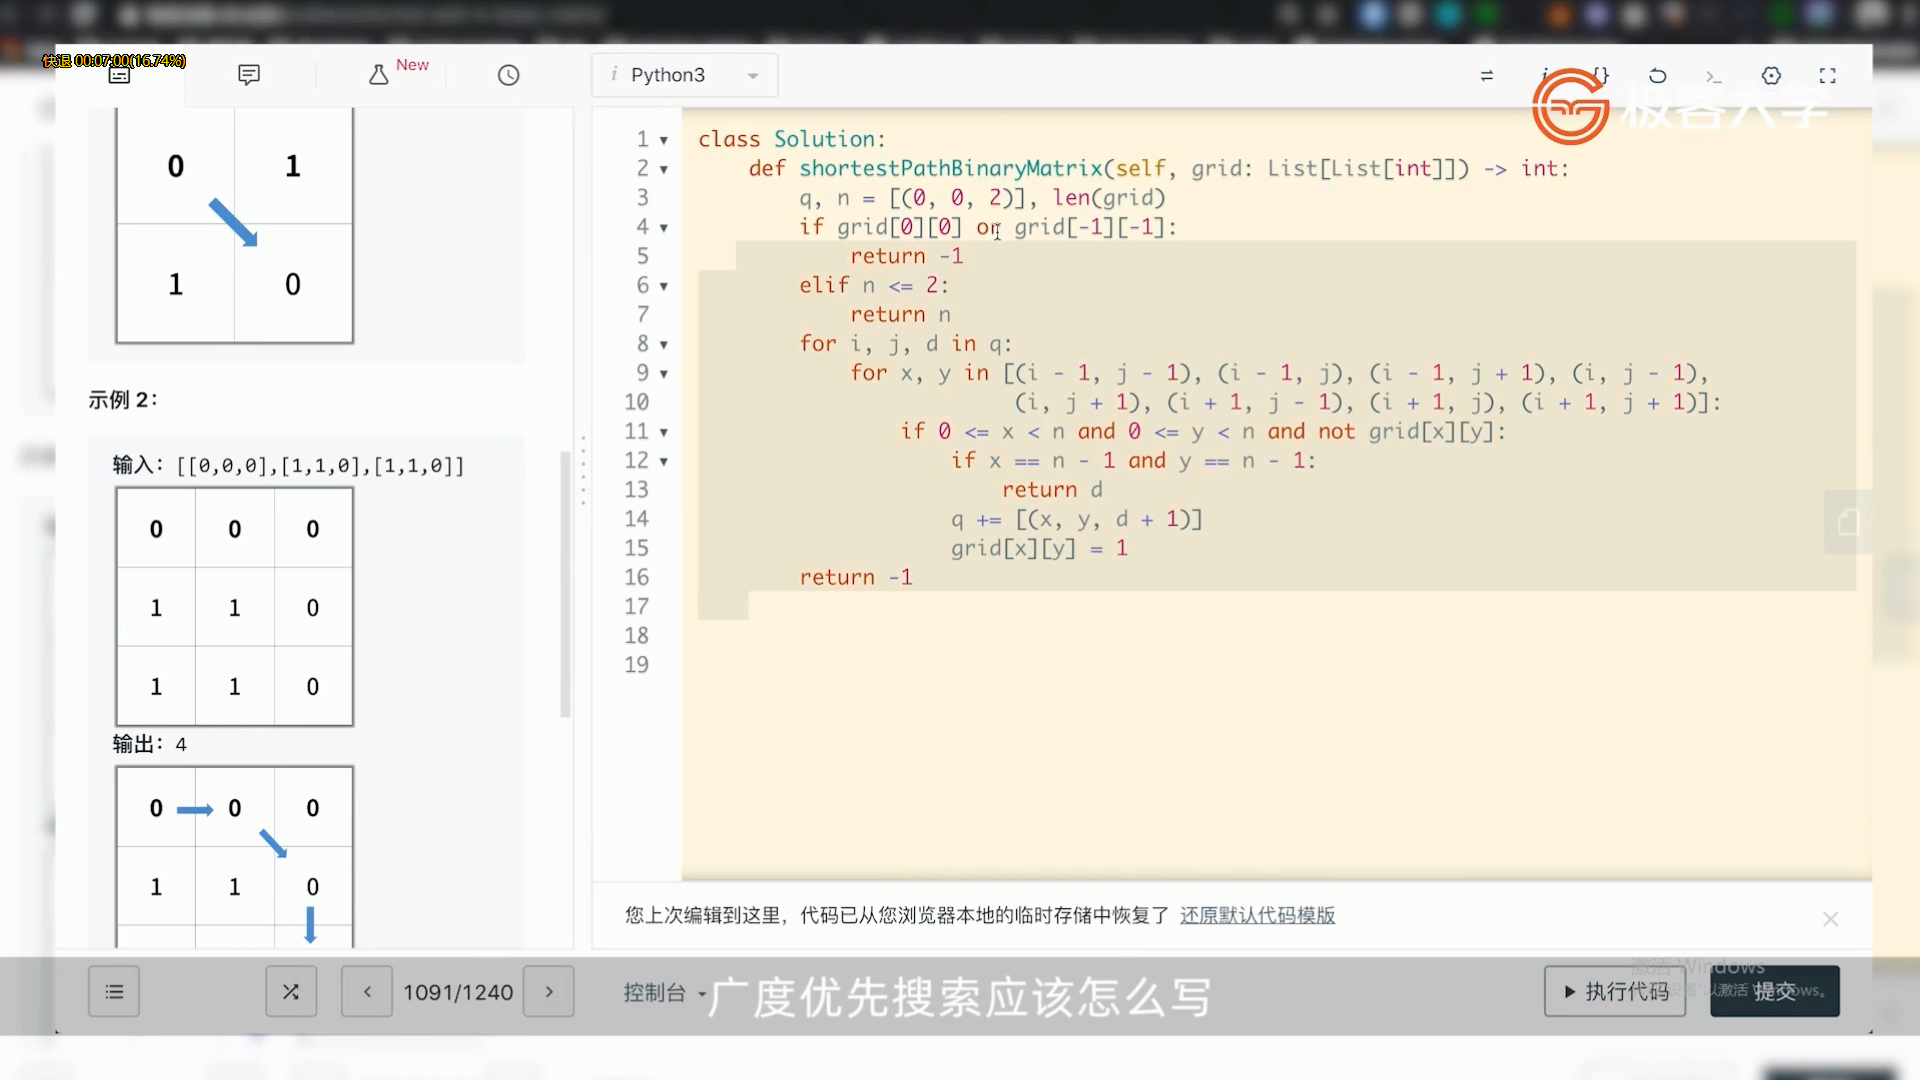 快退 00:07:00(16.74%)
New
i Python3
极客大学
0 1
1 0
示例 2：
输入：[[0,0,0],[1,1,0],[1,1,0]]
0 0 0
1 1 0
1 1 0
输出：4
0 0 0
1 1 0
1 class Solution:
2 def shortestPathBinaryMatrix(self, grid: List[List[int]]) -> int:
3 q, n = [(0, 0, 2)], len(grid)
4 if grid[0][0] or grid[-1][-1]:
5 return -1
6 elif n <= 2:
7 return n
8 for i, j, d in q:
9 for x, y in [(i - 1, j - 1), (i - 1, j), (i - 1, j + 1), (i, j - 1),
10 (i, j + 1), (i + 1, j - 1), (i + 1, j), (i + 1, j + 1)]:
11 if 0 <= x < n and 0 <= y < n and not grid[x][y]:
12 if x == n - 1 and y == n - 1:
13 return d
14 q += [(x, y, d + 1)]
15 grid[x][y] = 1
16 return -1
17
18
19
您上次编辑到这里，代码已从您浏览器本地的临时存储中恢复了 还原默认代码模版
1091/1240
控制台
广度优先搜索应该怎么写
激活 Windows
执行代码
提交